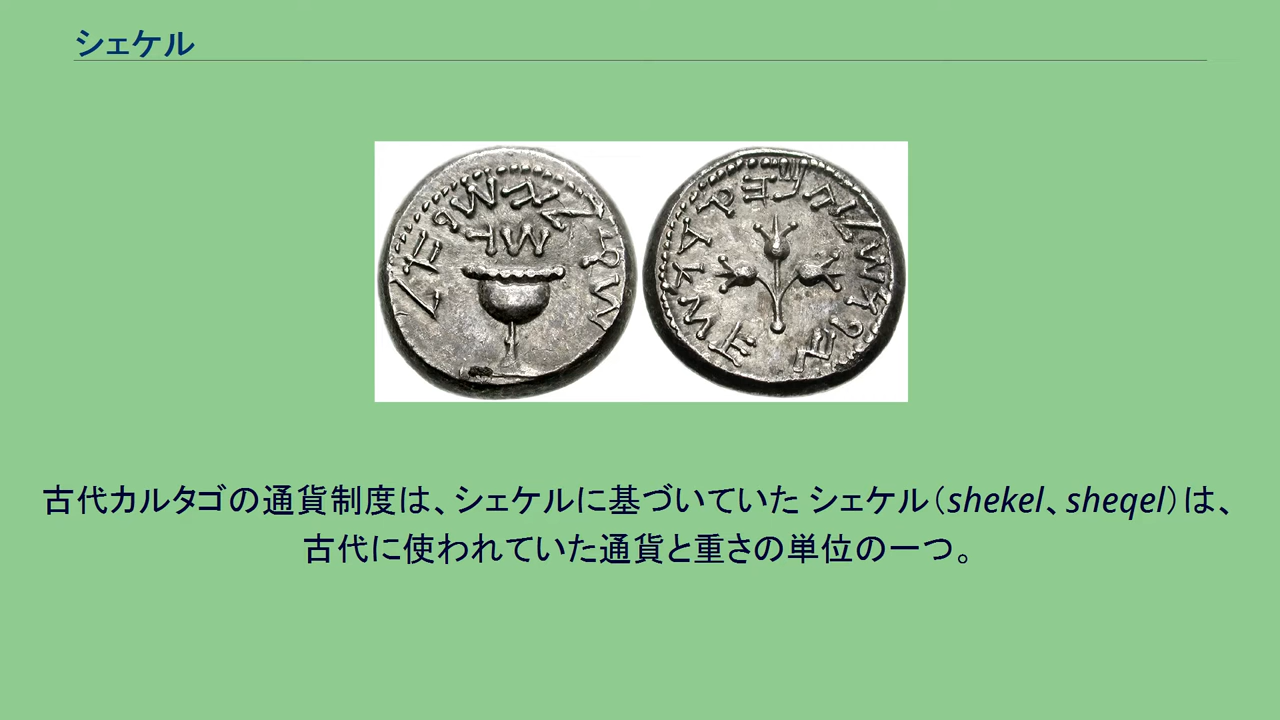 シェケル
古代カルタゴの通貨制度は、シェケルに基づいていた シェケル（shekel、sheqel）は、
古代に使われていた通貨と重さの単位の一つ。